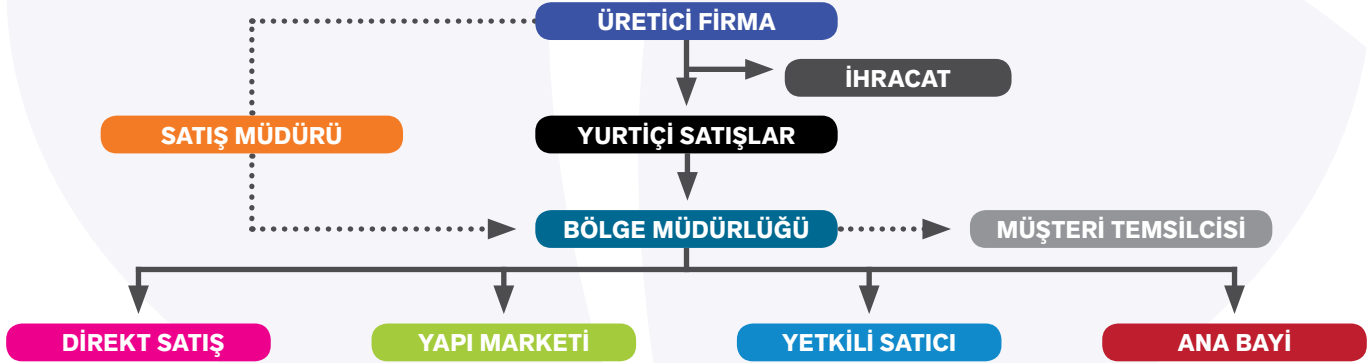 ÜRETİCİ FİRMA
İHRACAT
SATIŞ MÜDÜRÜ
YURTİÇİ SATIŞLAR
BÖLGE MÜDÜRLÜĞÜ
MÜŞTERİ TEMSİLCİSİ
DİREKT SATIŞ
YAPI MARKETİ
YETKİLİ SATICI
ANA BAYİ